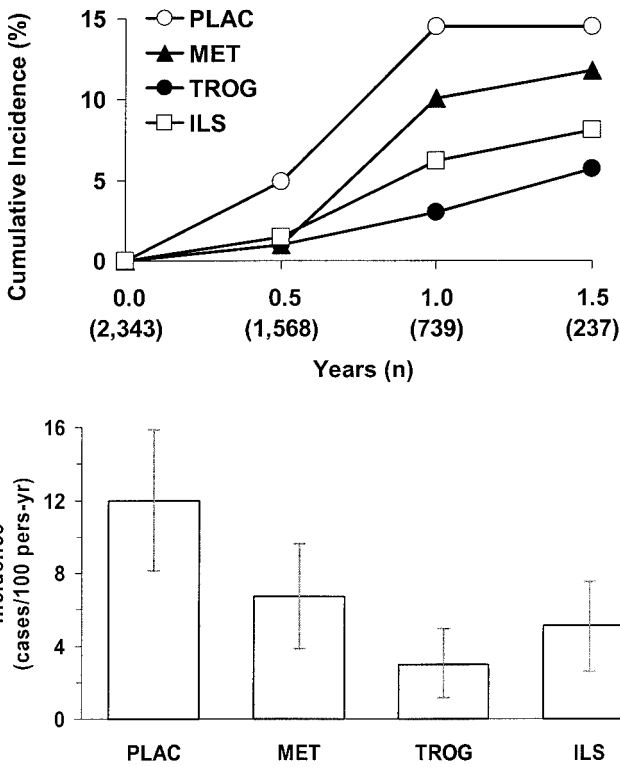 Cumulative Incidence (%)
PLAC
MET
TROG
ILS
15
10
5
0
0.0 0.5 1.0 1.5
(2,343) (1,568) (739) (237)
Years (n)
(cases/100 pers-yr)
16
12
8
4
0
PLAC MET TROG ILS